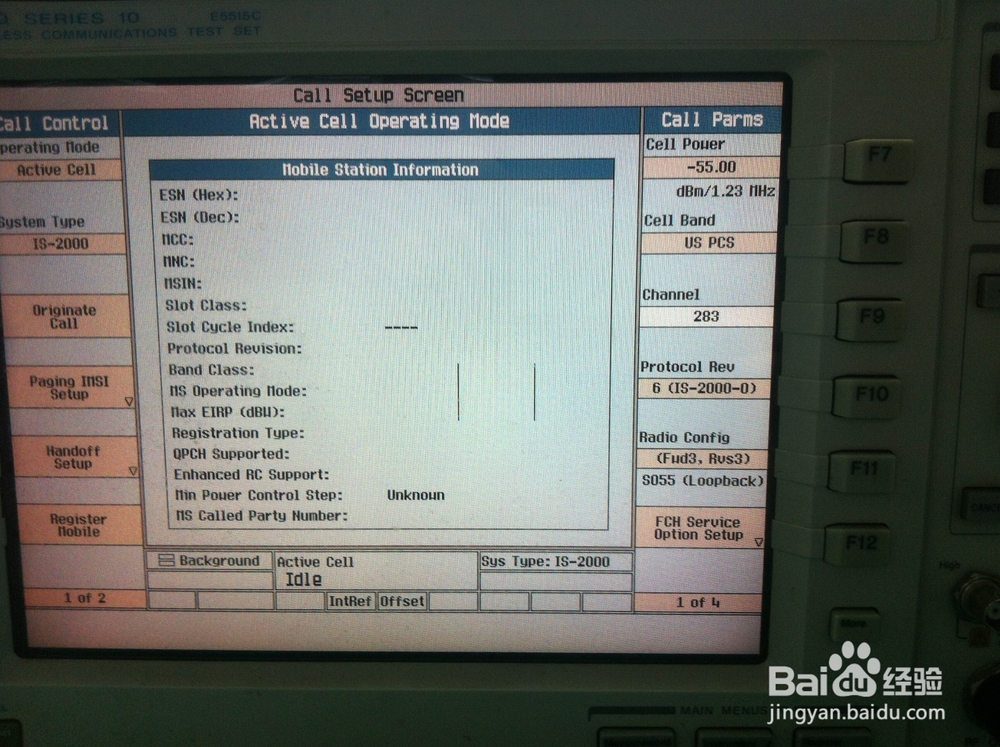 SERIES 10 E5515C
COMMUNICATIONS TEST SET
Call Setup Screen
Call Control
Operating Mode
Active Cell
System Type
IS-2000
Originate
Call
Paging IMSI
Setup
Handoff
Setup
Register
Mobile
1 of 2
Active Cell Operating Mode
Mobile Station Information
ESN (Hex):
ESN (Dec):
MCC:
MNC:
MSIN:
Slot Class:
Slot Cycle Index: ----
Protocol Revision:
Band Class:
MS Operating Mode:
Max EIRP (dBW):
Registration Type:
QPCH Supported:
Enhanced RC Support:
Min Power Control Step: Unknown
MS Called Party Number:
Background
Active Cell
Idle
Sys Type: IS-2000
IntRef Offset
Call Parms
Cell Power
-55.00
dBm/1.23 MHz
Cell Band
US PCS
Channel
283
Protocol Rev
6 (IS-2000-0)
Radio Config
(Fwd3, Rvs3)
SO55 (Loopback)
FCH Service
Option Setup
1 of 4
F7
F8
F9
F10
F11
F12
More
High
MAIN MENUS
Baidu经验
jingyan.baidu.com